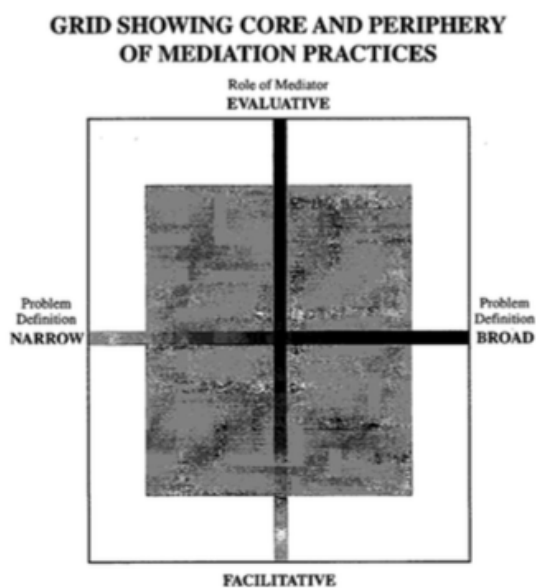 GRID SHOWING CORE AND PERIPHERY
OF MEDIATION PRACTICES
Role of Mediator
EVALUATIVE
Problem
Definition
NARROW
Problem
Definition
BROAD
FACILITATIVE